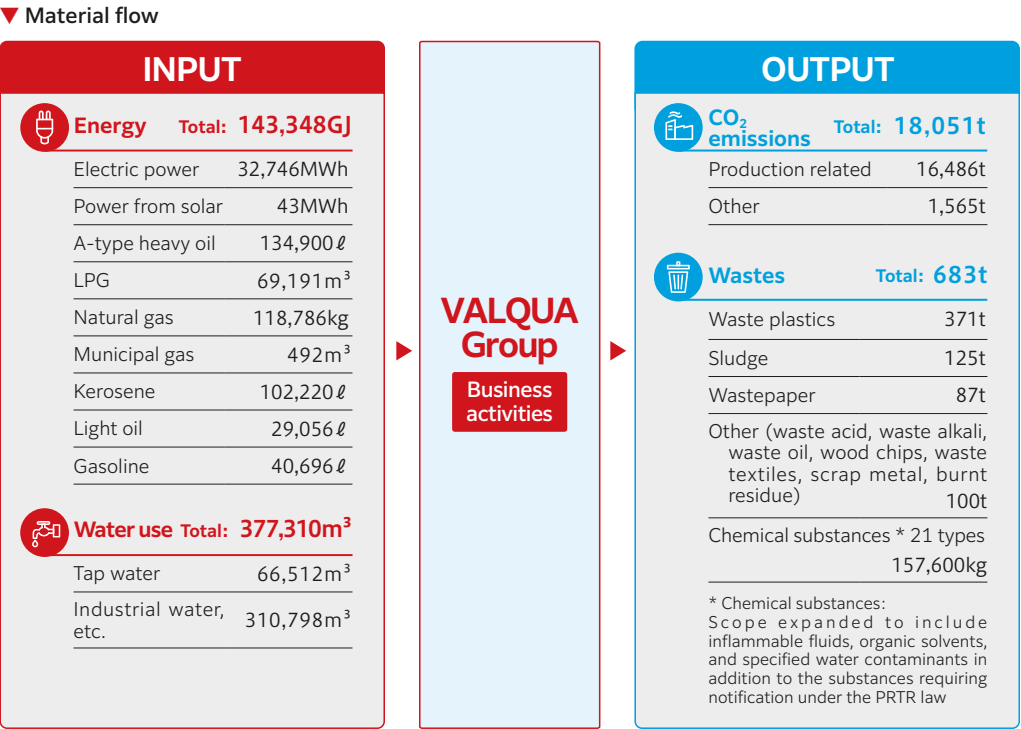 ▼ Material flow
INPUT
Energy Total: 143,348GJ
Electric power 32,746MWh
Power from solar 43MWh
A-type heavy oil 134,900ℓ
LPG 69,191m³
Natural gas 118,786kg
Municipal gas 492m³
Kerosene 102,220ℓ
Light oil 29,056ℓ
Gasoline 40,696ℓ
Water use Total: 377,310m³
Tap water 66,512m³
Industrial water,
etc. 310,798m³
VALQUA
Group
Business
activities
OUTPUT
CO₂
emissions Total: 18,051t
Production related 16,486t
Other 1,565t
Wastes Total: 683t
Waste plastics 371t
Sludge 125t
Wastepaper 87t
Other (waste acid, waste alkali,
waste oil, wood chips, waste
textiles, scrap metal, burnt
residue) 100t
Chemical substances * 21 types
157,600kg
* Chemical substances:
Scope expanded to include
inflammable fluids, organic solvents,
and specified water contaminants in
addition to the substances requiring
notification under the PRTR law